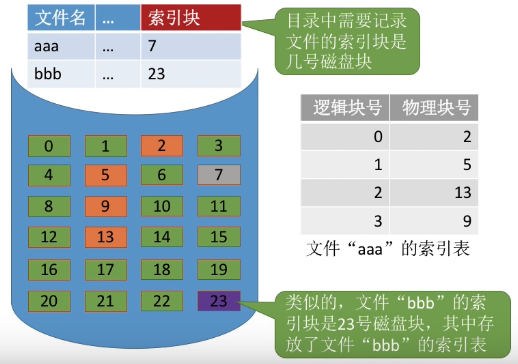 文件名 … 索引块
aaa … 7
bbb … 23
目录中需要记录
文件的索引块是
几号磁盘块
0 1 2 3
4 5 6 7
8 9 10 11
12 13 14 15
16 17 18 19
20 21 22 23
逻辑块号 物理块号
0 2
1 5
2 13
3 9
文件“aaa”的索引表
类似的，文件“bbb”的索
引块是23号磁盘块，其中存放
了文件“bbb”的索引表